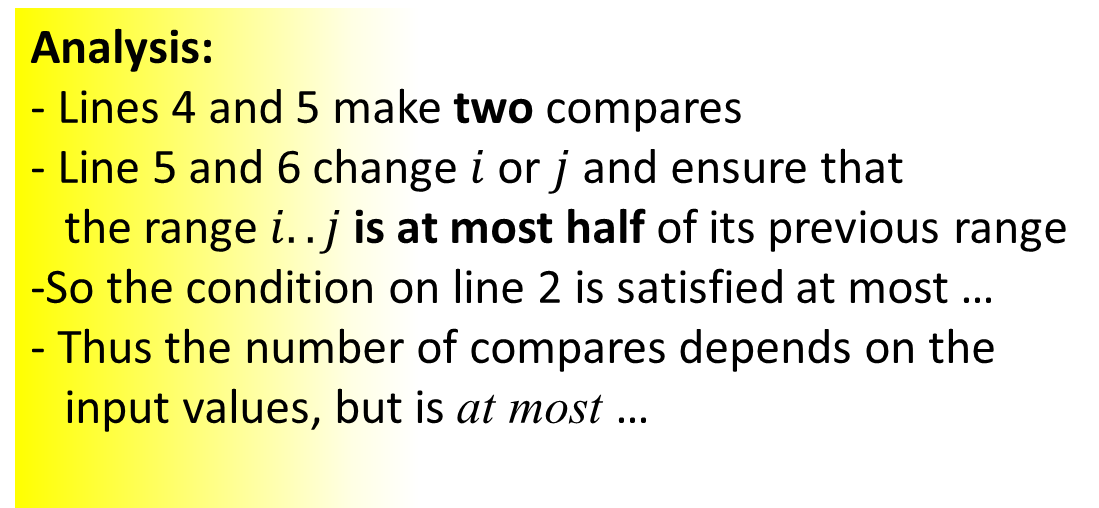 Analysis:
- Lines 4 and 5 make two compares
- Line 5 and 6 change i or j and ensure that
the range i..j is at most half of its previous range
-So the condition on line 2 is satisfied at most …
- Thus the number of compares depends on the
input values, but is at most …